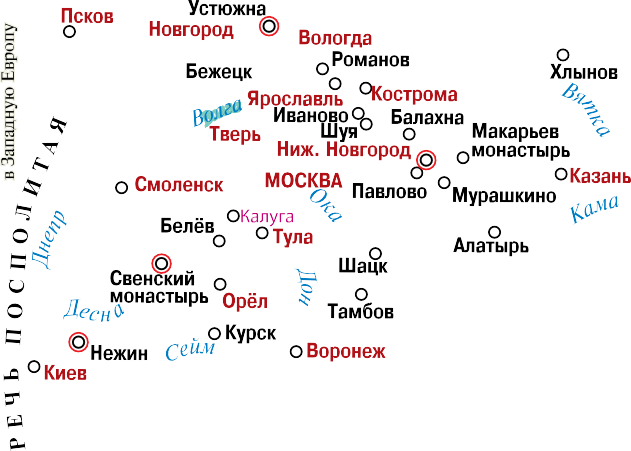 Устюжна
Псков
Новгород
Вологда
в Западную Европу
Романов
Бежецк
Хлынов
Ярославль
Кострома
Вятка
Волга
Иваново
Балахна
Тверь
Шуя
Макарьев
монастырь
Ниж. Новгород
МОСКВА
Казань
Смоленск
Павлово
Мурашкино
Ока
Кама
Калуга
Белёв
Тула
Алатырь
Днепр
РЕЧЬ ПОСПОЛИТАЯ
Шацк
Свенский
монастырь
Дон
Орёл
Тамбов
Десна
Курск
Сейм
Нежин
Воронеж
Киев